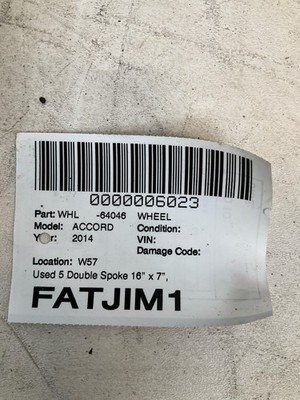 0000006023
Part: WHL -64046 WHEEL
Model: ACCORD Condition:
Year: 2014 VIN:
Damage Code:
Location: W57
Used 5 Double Spoke 16" x 7",
FATJIM1